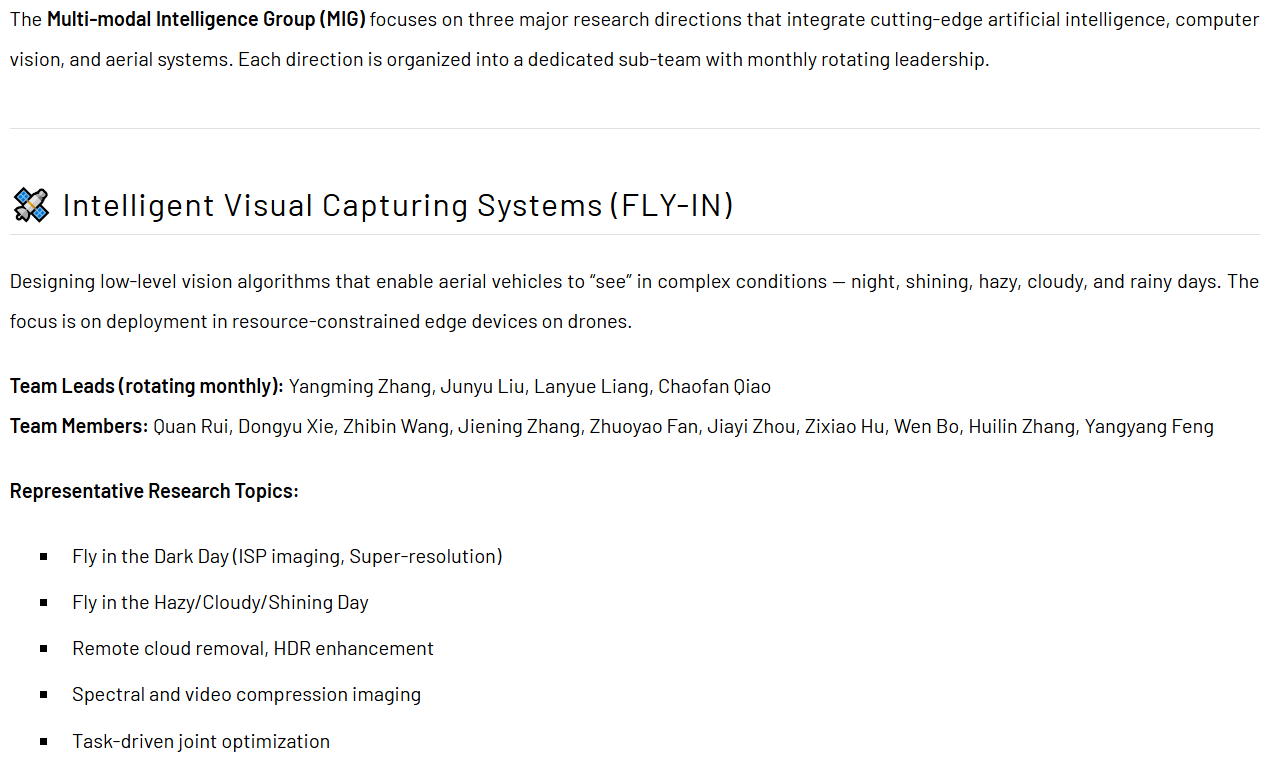 The Multi-modal Intelligence Group (MIG) focuses on three major research directions that integrate cutting-edge artificial intelligence, computer
vision, and aerial systems. Each direction is organized into a dedicated sub-team with monthly rotating leadership.
Intelligent Visual Capturing Systems (FLY-IN)
Designing low-level vision algorithms that enable aerial vehicles to “see” in complex conditions — night, shining, hazy, cloudy, and rainy days. The
focus is on deployment in resource-constrained edge devices on drones.
Team Leads (rotating monthly): Yangming Zhang, Junyu Liu, Lanyue Liang, Chaofan Qiao
Team Members: Quan Rui, Dongyu Xie, Zhibin Wang, Jiening Zhang, Zhuoyao Fan, Jiayi Zhou, Zixiao Hu, Wen Bo, Huilin Zhang, Yangyang Feng
Representative Research Topics:
Fly in the Dark Day (ISP imaging, Super-resolution)
Fly in the Hazy/Cloudy/Shining Day
Remote cloud removal, HDR enhancement
Spectral and video compression imaging
Task-driven joint optimization